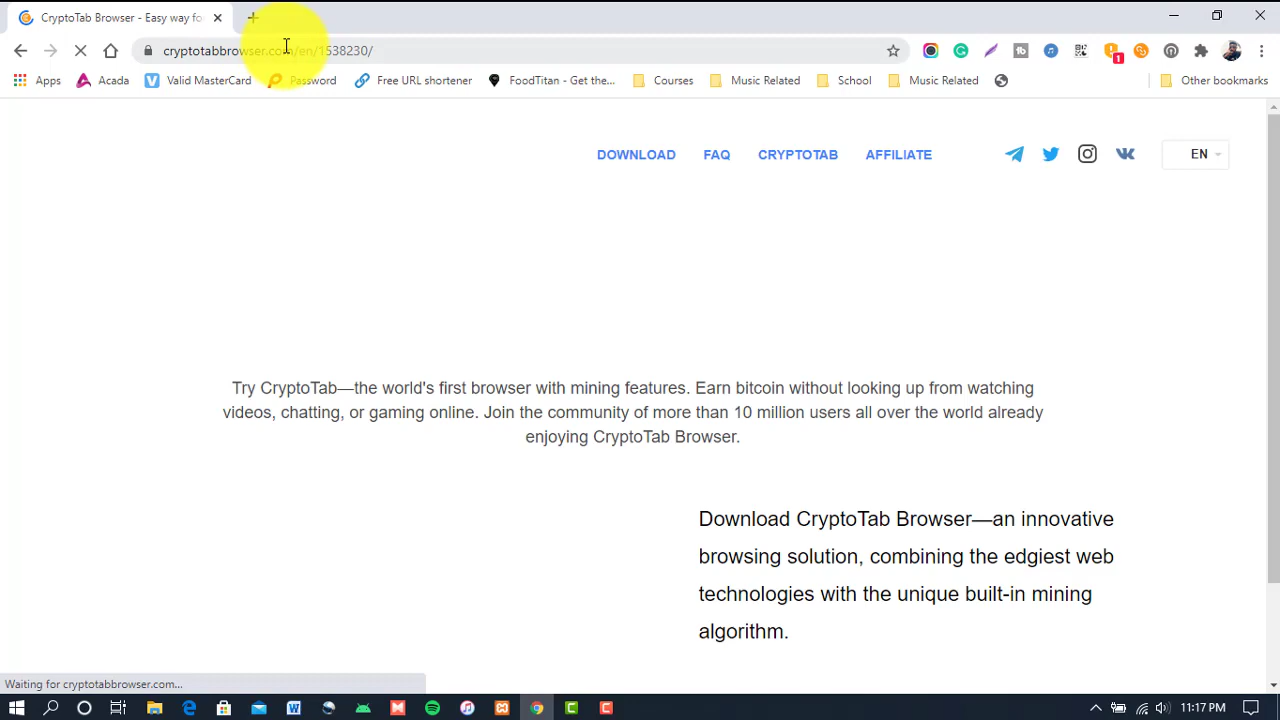 CryptoTab Browser - Easy way fo
cryptotabbrowser.com/en/1538230/
1
Apps
Acada
Valid MasterCard
Password
Free URL shortener
FoodTitan - Get the...
Courses
Music Related
School
Music Related
Other bookmarks
DOWNLOAD
FAQ
CRYPTOTAB
AFFILIATE
EN
Try CryptoTab—the world's first browser with mining features. Earn bitcoin without looking up from watching
videos, chatting, or gaming online. Join the community of more than 10 million users all over the world already
enjoying CryptoTab Browser.
Download CryptoTab Browser—an innovative
browsing solution, combining the edgiest web
technologies with the unique built-in mining
algorithm.
Waiting for cryptotabbrowser.com...
11:17 PM